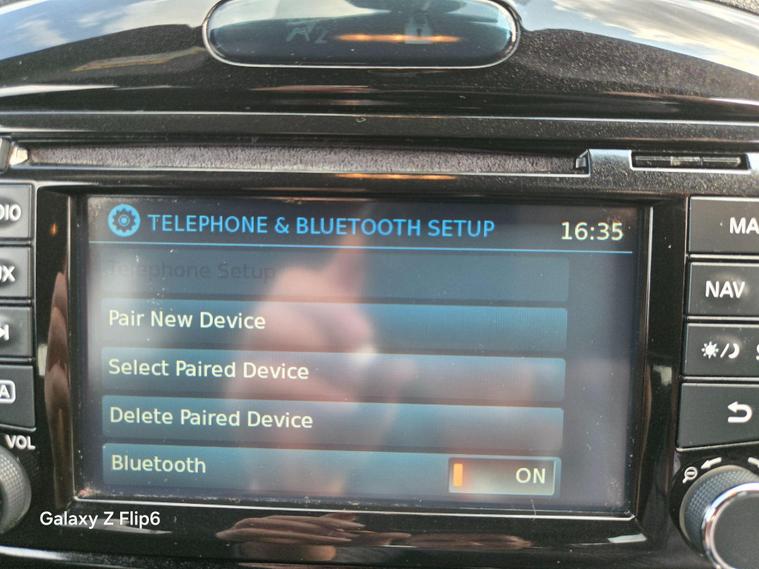 TELEPHONE & BLUETOOTH SETUP 16:35
Telephone Setup
Pair New Device
Select Paired Device
Delete Paired Device
Bluetooth ON
NAV
VOL
Galaxy Z Flip6